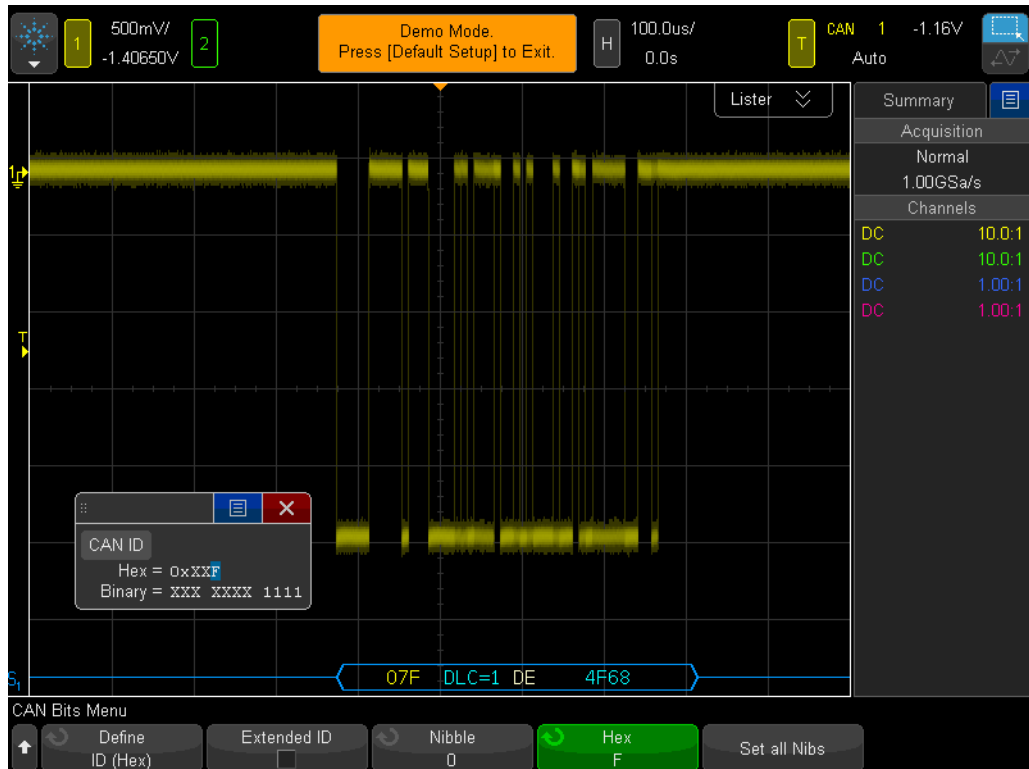 1
500mV/
-1.40650V
2
Demo Mode.
Press [Default Setup] to Exit.
H
100.0us/
0.0s
T
CAN 1 -1.16V
Auto
Lister
Summary
Acquisition
Normal
1.00GSa/s
Channels
DC 10.0:1
DC 10.0:1
DC 1.00:1
DC 1.00:1
1
T
CAN ID
Hex = 0xXXF
Binary = XXX XXXX 1111
S1
07F DLC=1 DE 4F68
CAN Bits Menu
Define
ID (Hex)
Extended ID
Nibble
0
Hex
F
Set all Nibs